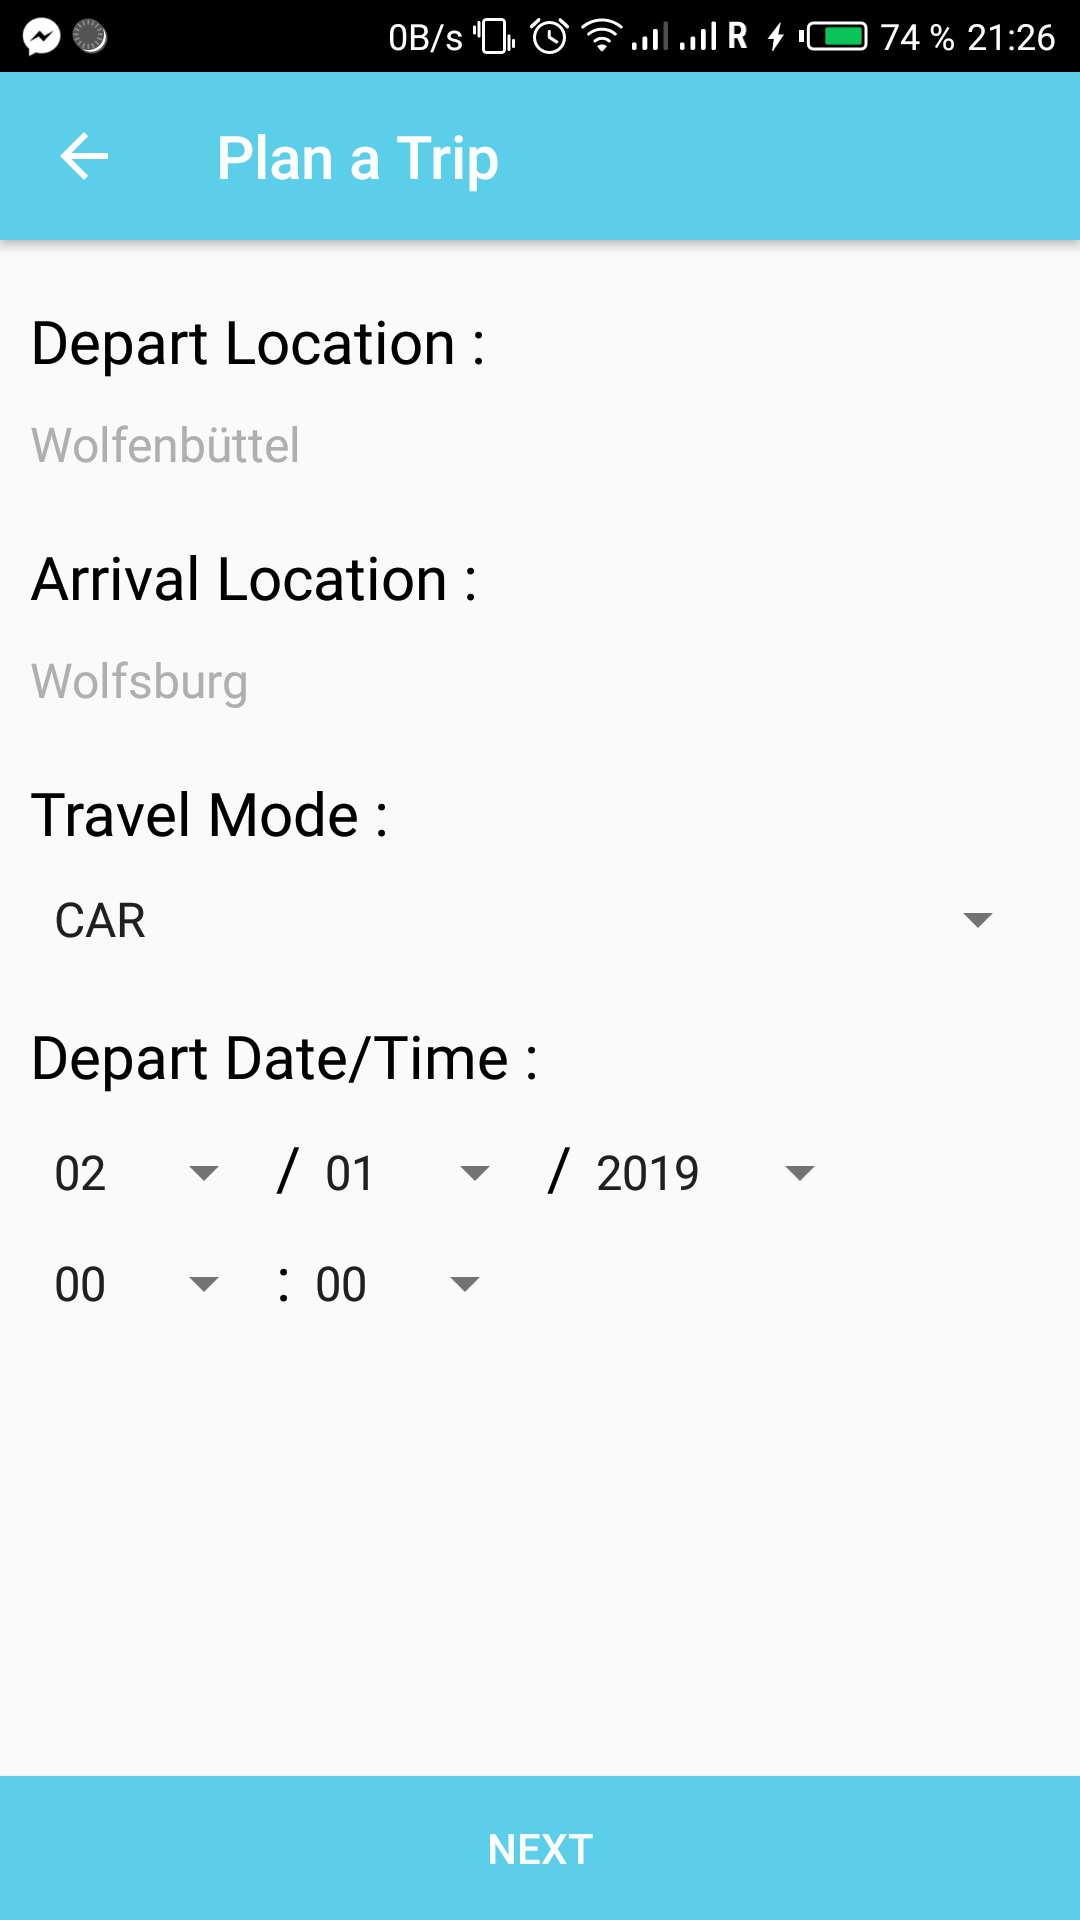 0B/s R 74 % 21:26
Plan a Trip
Depart Location :
Wolfenbüttel
Arrival Location :
Wolfsburg
Travel Mode :
CAR
Depart Date/Time :
02 / 01 / 2019
00 : 00
NEXT